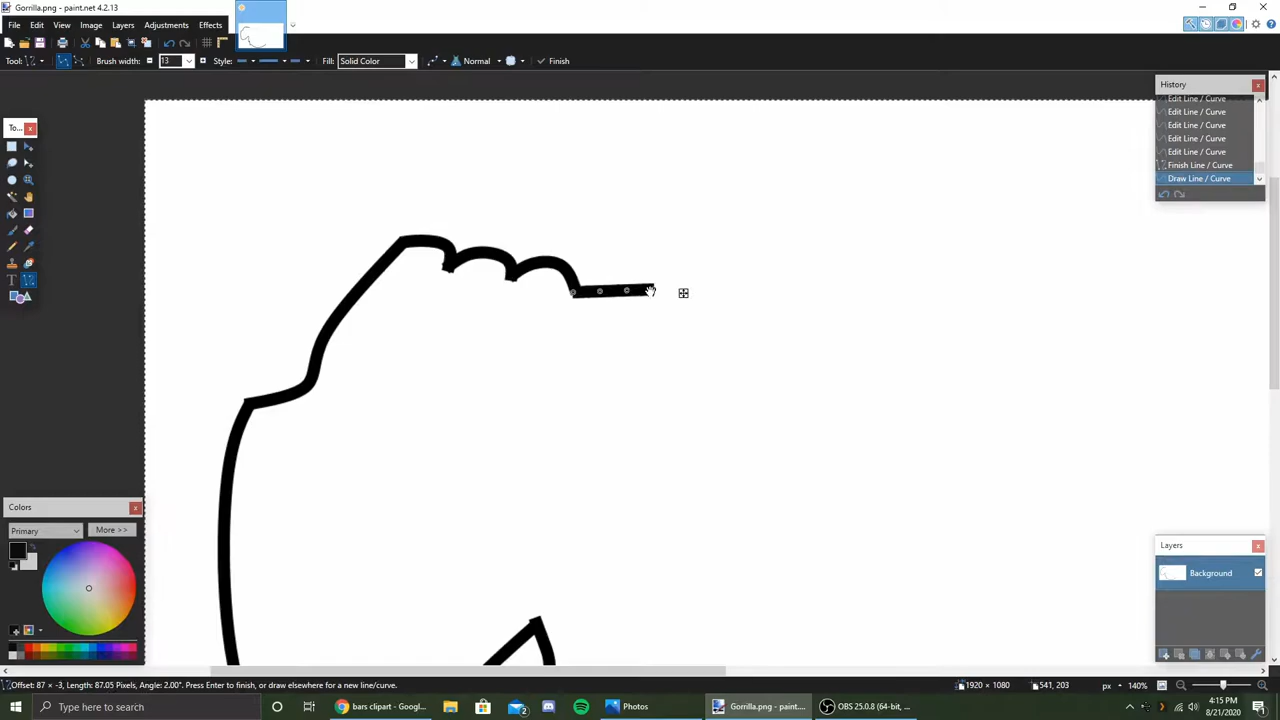 Gorrilla.png - paint.net 4.2.13
File Edit View Image Layers Adjustments Effects
Tool: Brush width: 13 Style: Fill: Solid Color Normal Finish
History
Edit Line / Curve
Edit Line / Curve
Edit Line / Curve
Edit Line / Curve
Edit Line / Curve
Finish Line / Curve
Draw Line / Curve
To...
T
Colors
Primary More >>
Layers
Background
Offset: 87 × -3, Length: 87.05 Pixels, Angle: 2.00°. Press Enter to finish, or draw elsewhere for a new line/curve. 1920 × 1080 541, 203 px 140%
Type here to search 2 bars clipart - Googl... Photos Gorrilla.png - paint.... OBS 25.0.8 (64-bit, ... 4:15 PM
8/21/2020